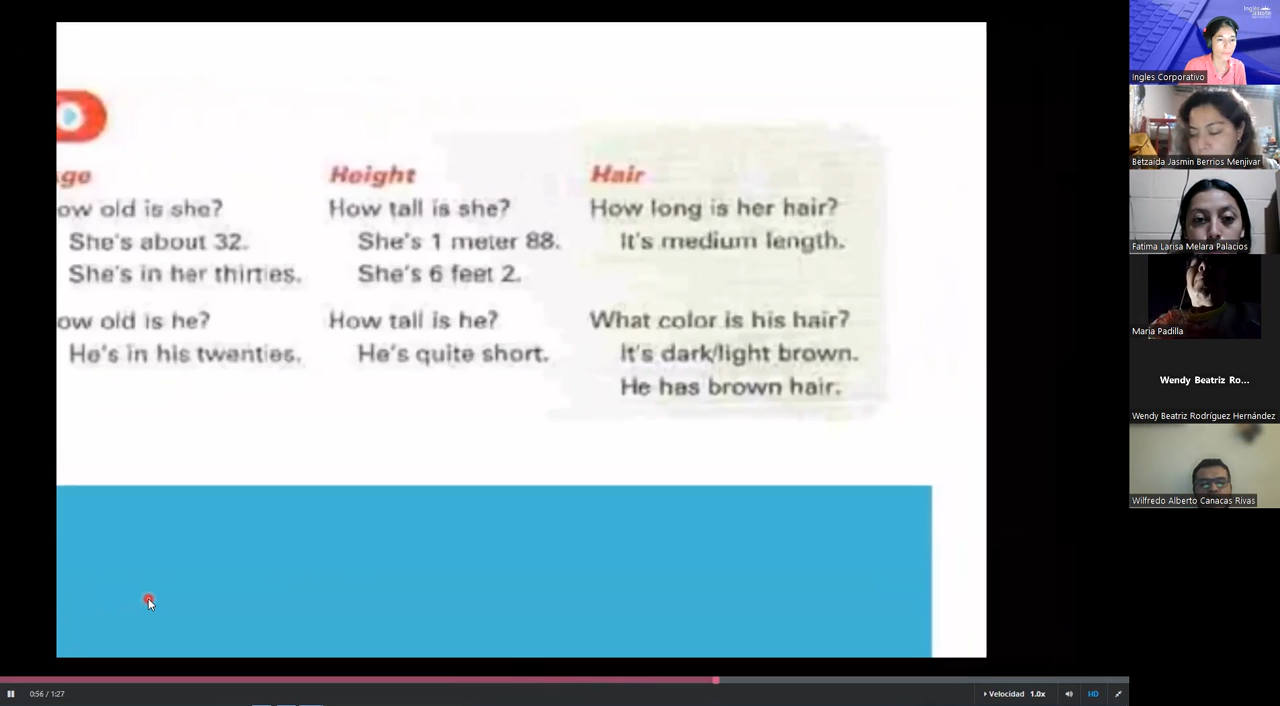 ge
ow old is she?
She's about 32.
She's in her thirties.
ow old is he?
He's in his twenties.
Height
How tall is she?
She's 1 meter 88.
She's 6 feet 2.
How tall is he?
He's quite short.
Hair
How long is her hair?
It's medium length.
What color is his hair?
It's dark/light brown.
He has brown hair.
0:56 / 1:27
Velocidad 1.0x
HD
Ingles Corporativo
Betzaida Jasmin Berrios Menjivar
Fatima Larisa Melara Palacios
Maria Padilla
Wendy Beatriz Ro...
Wendy Beatriz Rodríguez Hernández
Wilfredo Alberto Canacas Rivas